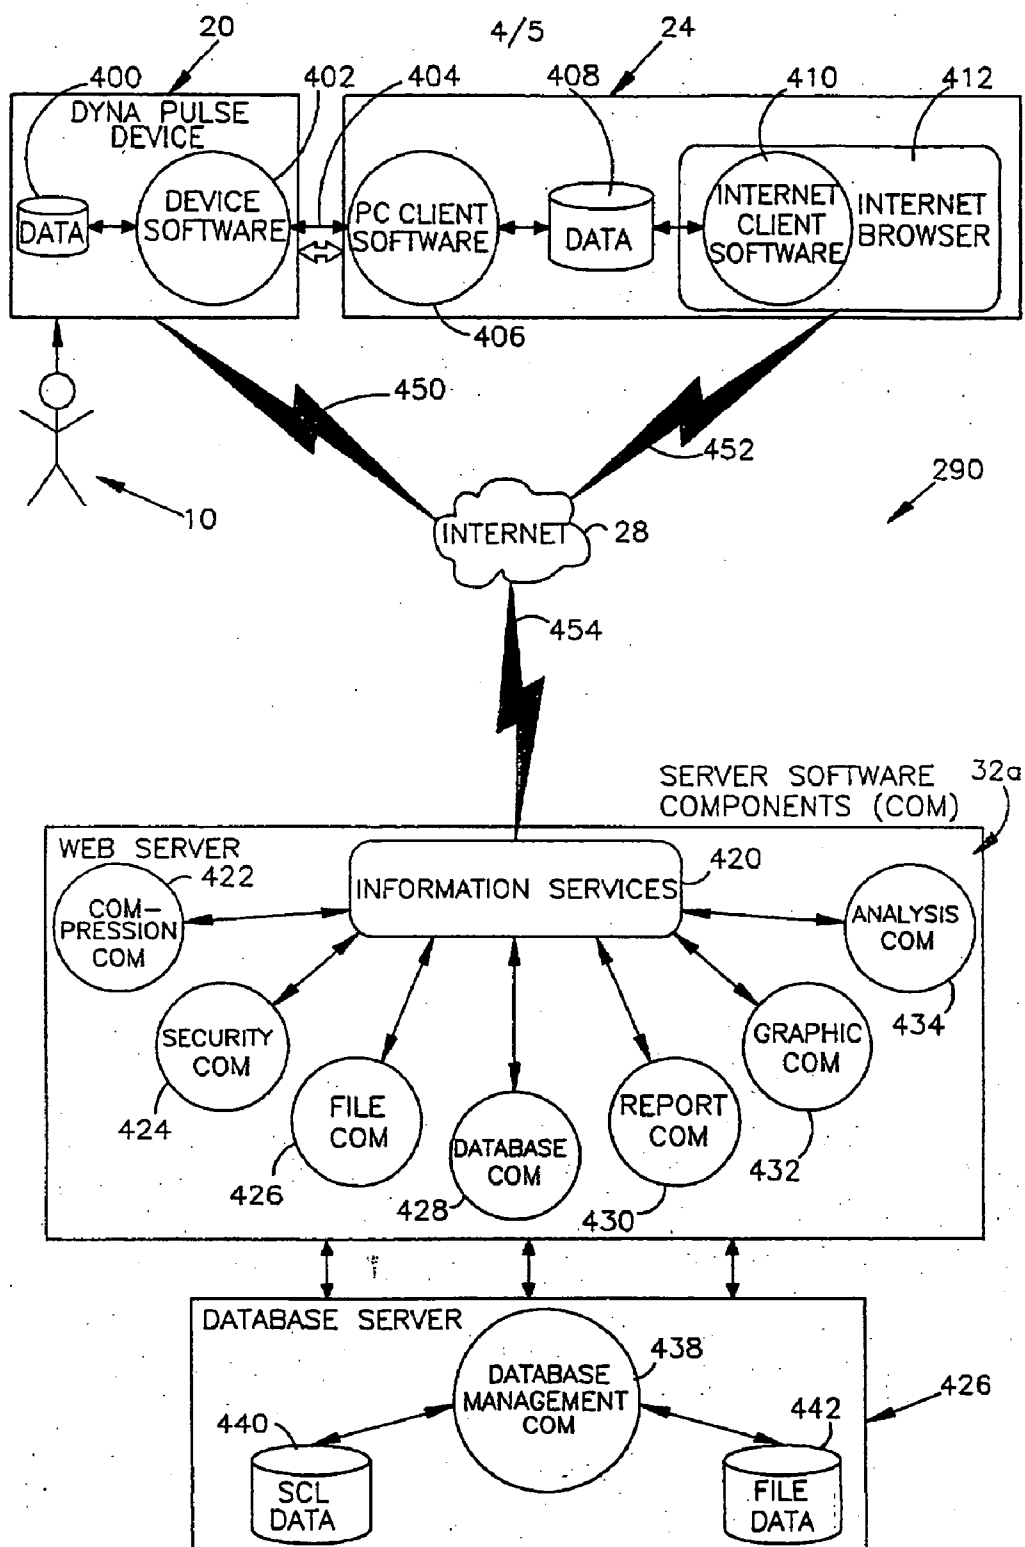 20
4/5
24
400
402
404
408
410
412
DYNA PULSE
DEVICE
DATA
DEVICE
SOFTWARE
PC CLIENT
SOFTWARE
DATA
INTERNET
CLIENT
SOFTWARE
INTERNET
BROWSER
406
450
452
10
290
INTERNET
28
454
SERVER SOFTWARE
COMPONENTS (COM)
32a
WEB SERVER
422
COM-
PRESSION
COM
INFORMATION SERVICES
420
ANALYSIS
COM
434
SECURITY
COM
424
GRAPHIC
COM
432
FILE
COM
426
DATABASE
COM
428
REPORT
COM
430
DATABASE SERVER
438
DATABASE
MANAGEMENT
COM
426
440
442
SCL
DATA
FILE
DATA